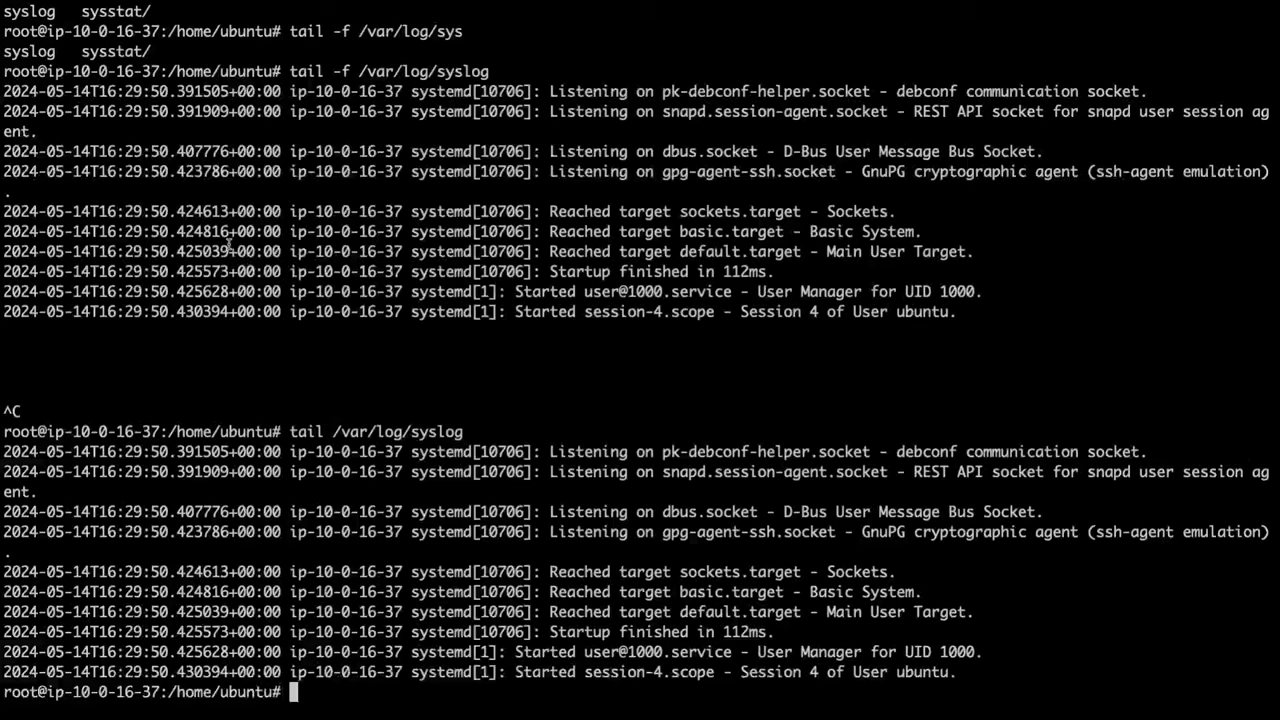 syslog   sysstat/
root@ip-10-0-16-37:/home/ubuntu# tail -f /var/log/sys
syslog   sysstat/
root@ip-10-0-16-37:/home/ubuntu# tail -f /var/log/syslog
2024-05-14T16:29:50.391505+00:00 ip-10-0-16-37 systemd[10706]: Listening on pk-debconf-helper.socket - debconf communication socket.
2024-05-14T16:29:50.391909+00:00 ip-10-0-16-37 systemd[10706]: Listening on snapd.session-agent.socket - REST API socket for snapd user session ag
ent.
2024-05-14T16:29:50.407776+00:00 ip-10-0-16-37 systemd[10706]: Listening on dbus.socket - D-Bus User Message Bus Socket.
2024-05-14T16:29:50.423786+00:00 ip-10-0-16-37 systemd[10706]: Listening on gpg-agent-ssh.socket - GnuPG cryptographic agent (ssh-agent emulation)
.
2024-05-14T16:29:50.424613+00:00 ip-10-0-16-37 systemd[10706]: Reached target sockets.target - Sockets.
2024-05-14T16:29:50.424816+00:00 ip-10-0-16-37 systemd[10706]: Reached target basic.target - Basic System.
2024-05-14T16:29:50.425039+00:00 ip-10-0-16-37 systemd[10706]: Reached target default.target - Main User Target.
2024-05-14T16:29:50.425573+00:00 ip-10-0-16-37 systemd[10706]: Startup finished in 112ms.
2024-05-14T16:29:50.425628+00:00 ip-10-0-16-37 systemd[1]: Started user@1000.service - User Manager for UID 1000.
2024-05-14T16:29:50.430394+00:00 ip-10-0-16-37 systemd[1]: Started session-4.scope - Session 4 of User ubuntu.
^C
root@ip-10-0-16-37:/home/ubuntu# tail /var/log/syslog
2024-05-14T16:29:50.391505+00:00 ip-10-0-16-37 systemd[10706]: Listening on pk-debconf-helper.socket - debconf communication socket.
2024-05-14T16:29:50.391909+00:00 ip-10-0-16-37 systemd[10706]: Listening on snapd.session-agent.socket - REST API socket for snapd user session ag
ent.
2024-05-14T16:29:50.407776+00:00 ip-10-0-16-37 systemd[10706]: Listening on dbus.socket - D-Bus User Message Bus Socket.
2024-05-14T16:29:50.423786+00:00 ip-10-0-16-37 systemd[10706]: Listening on gpg-agent-ssh.socket - GnuPG cryptographic agent (ssh-agent emulation)
.
2024-05-14T16:29:50.424613+00:00 ip-10-0-16-37 systemd[10706]: Reached target sockets.target - Sockets.
2024-05-14T16:29:50.424816+00:00 ip-10-0-16-37 systemd[10706]: Reached target basic.target - Basic System.
2024-05-14T16:29:50.425039+00:00 ip-10-0-16-37 systemd[10706]: Reached target default.target - Main User Target.
2024-05-14T16:29:50.425573+00:00 ip-10-0-16-37 systemd[10706]: Startup finished in 112ms.
2024-05-14T16:29:50.425628+00:00 ip-10-0-16-37 systemd[1]: Started user@1000.service - User Manager for UID 1000.
2024-05-14T16:29:50.430394+00:00 ip-10-0-16-37 systemd[1]: Started session-4.scope - Session 4 of User ubuntu.
root@ip-10-0-16-37:/home/ubuntu#